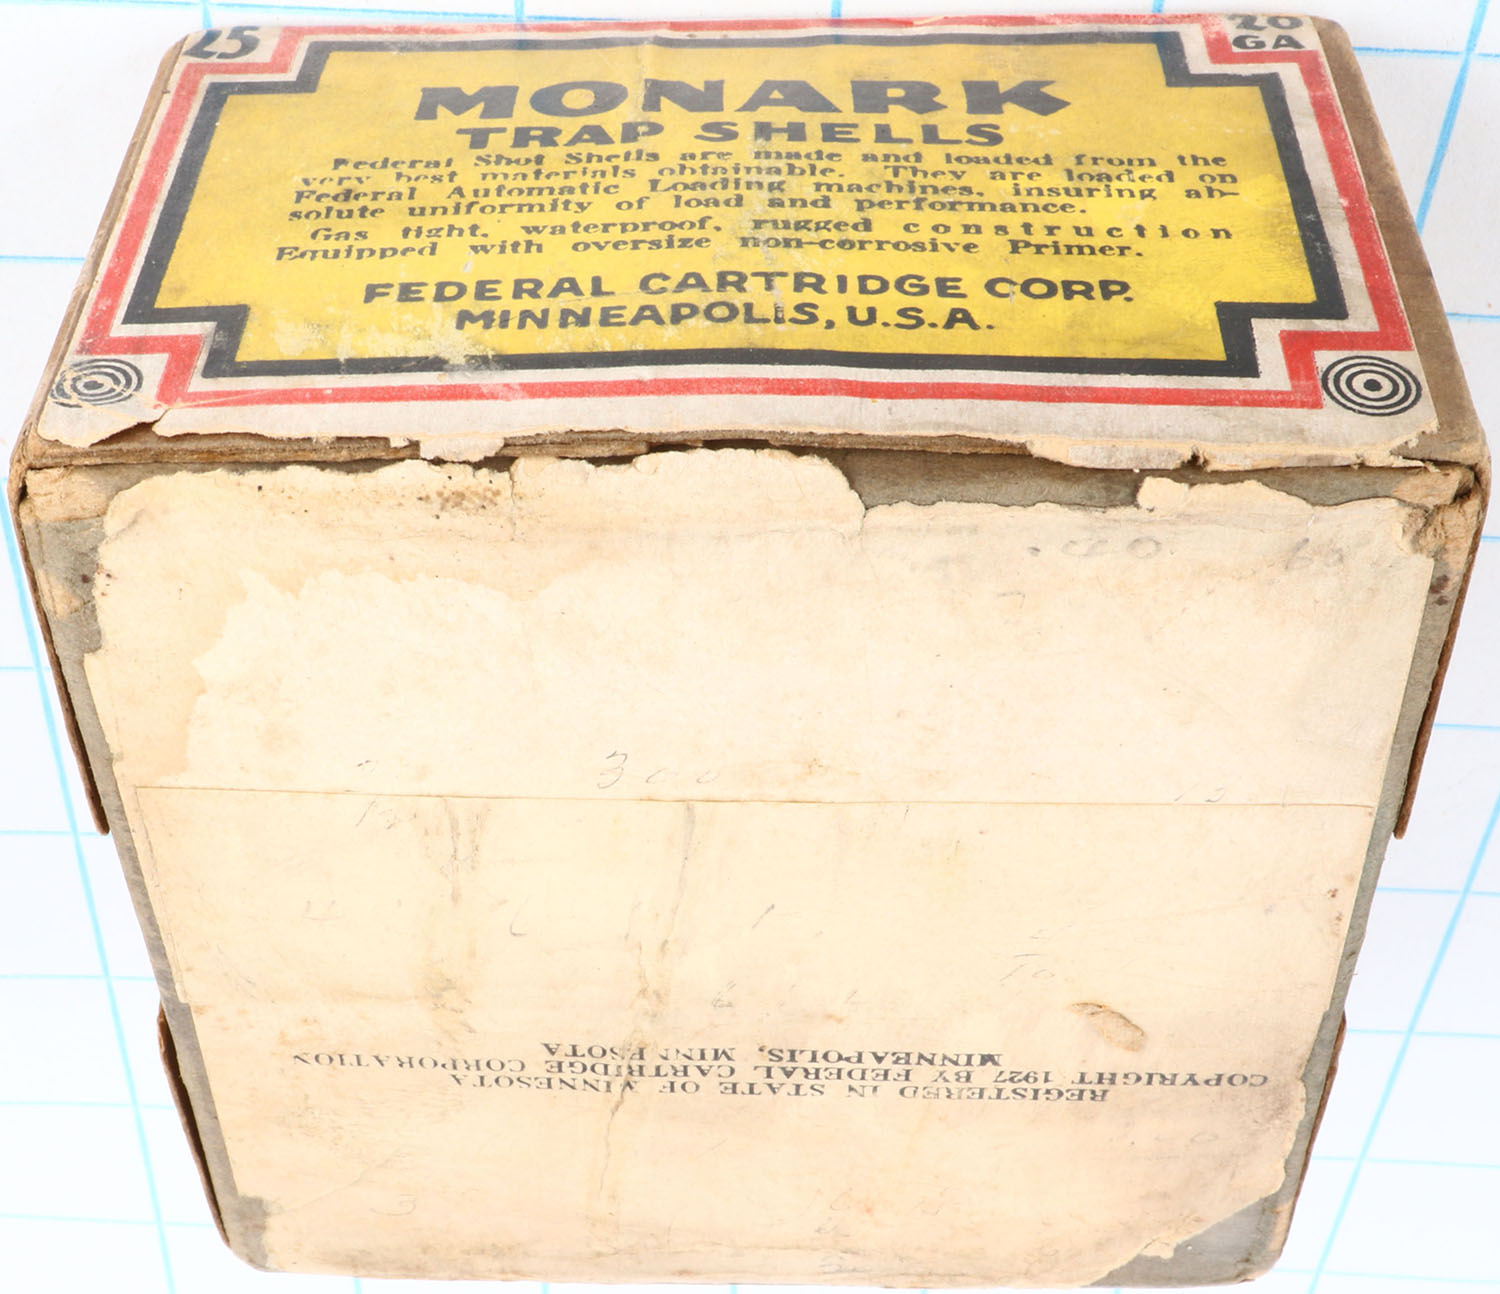 25
20
GA
MONARK
TRAP SHELLS
Federal Shot Shells are made and loaded from the
very best materials obtainable. They are loaded on
Federal Automatic Loading machines, insuring ab-
solute uniformity of load and performance.
Gas tight, waterproof, rugged construction
Equipped with oversize non-corrosive Primer.
FEDERAL CARTRIDGE CORP.
MINNEAPOLIS, U.S.A.
300
REGISTERED IN STATE OF MINNESOTA
COPYRIGHT 1927 BY FEDERAL CARTRIDGE CORPORATION
MINNEAPOLIS, MINNESOTA